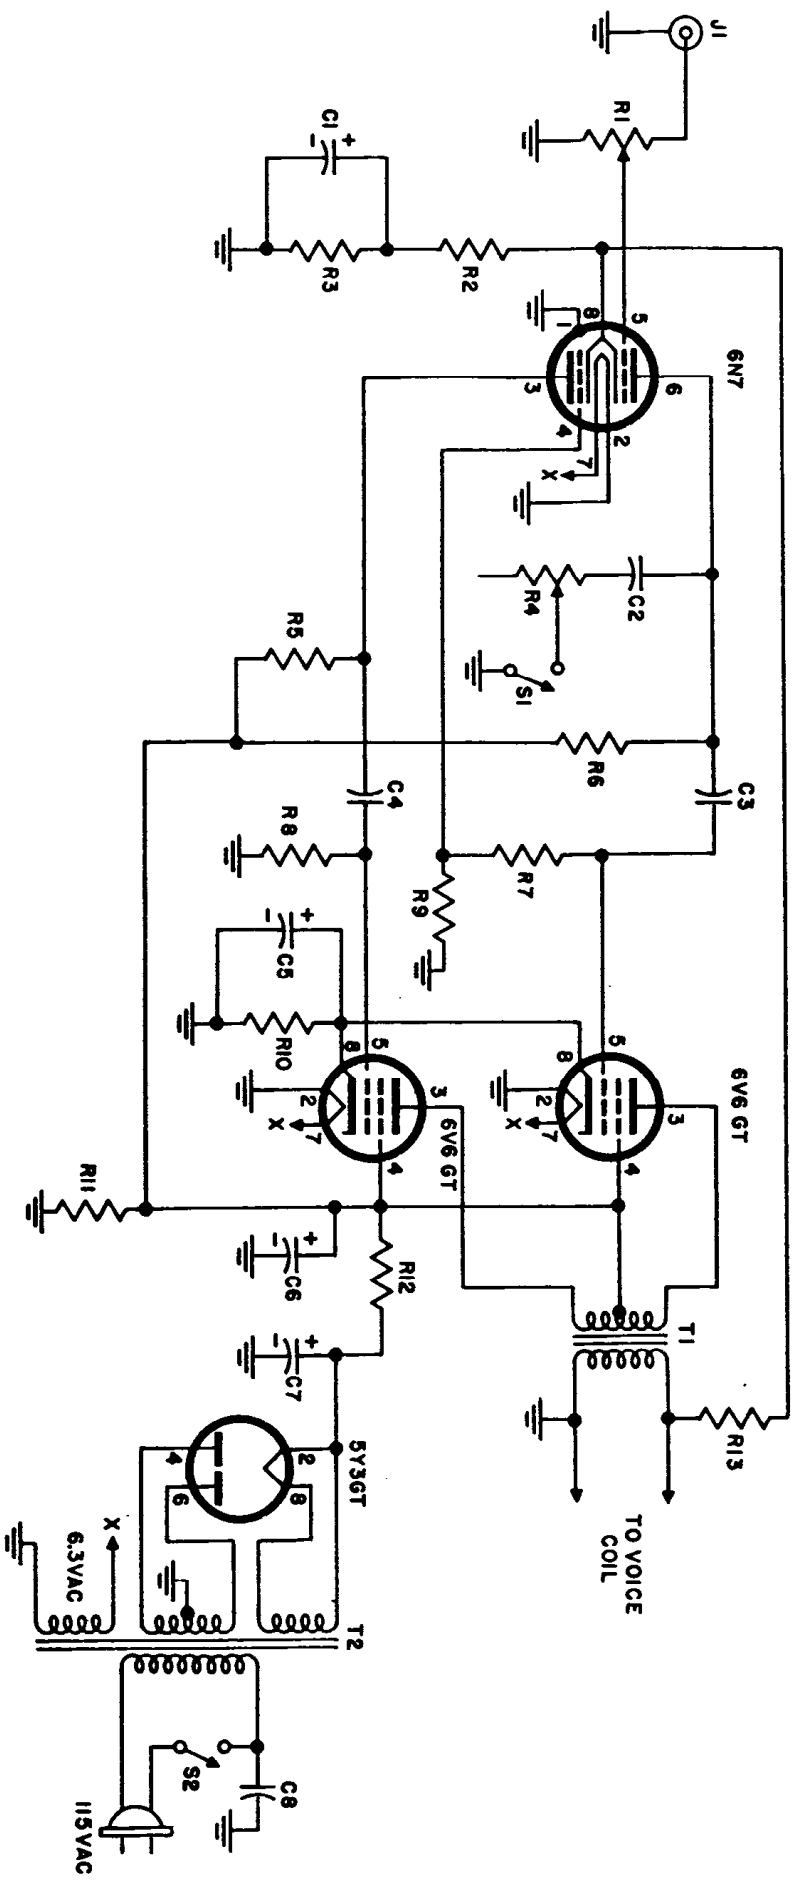 J1
R1
C1
+
-
R3
R2
6N7
5
8
1
6
3
4
2
7
X
C2
R4
S1
R5
R6
C3
C4
R8
R7
R9
+
-
C5
R10
5
8
3
2
7
X
4
6V6 GT
5
8
3
2
7
X
4
6V6 GT
R11
+
-
C6
R12
+
-
C7
T1
R13
TO VOICE
COIL
5Y3GT
2
8
4
6
X
6.3VAC
T2
S2
C8
115VAC